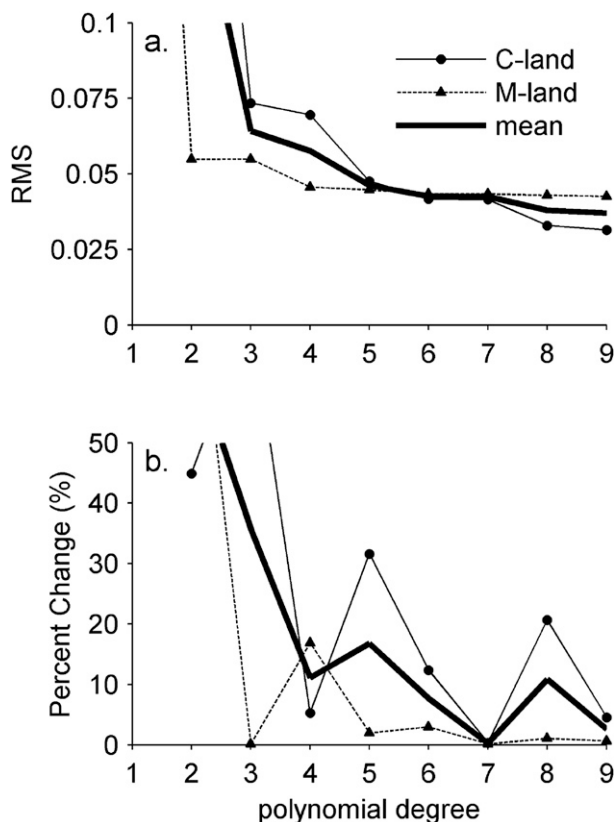 0.1
a.
C-land
M-land
mean
0.075
0.05
0.025
0
RMS
1 2 3 4 5 6 7 8 9
50
b.
40
30
20
10
0
Percent Change (%)
1 2 3 4 5 6 7 8 9
polynomial degree